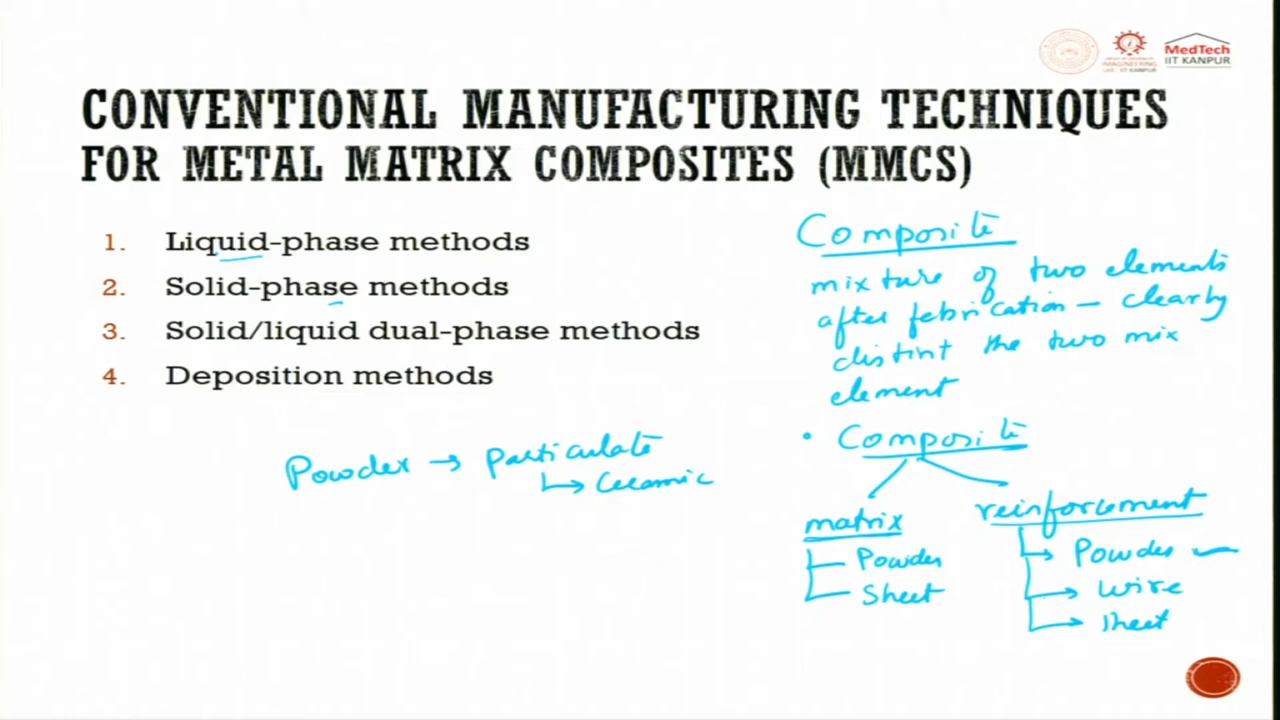 MedTech
IIT KANPUR
CONVENTIONAL MANUFACTURING TECHNIQUES
FOR METAL MATRIX COMPOSITES (MMCS)
1. Liquid-phase methods
2. Solid-phase methods
3. Solid/liquid dual-phase methods
4. Deposition methods
Powder → particulate
↳ Ceramic
Composite
mixture of two elements
after febrication – clearly
distint the two mix
element
• Composite
matrix
Powder
Sheet
reinforcement
Powder
Wire
Sheet